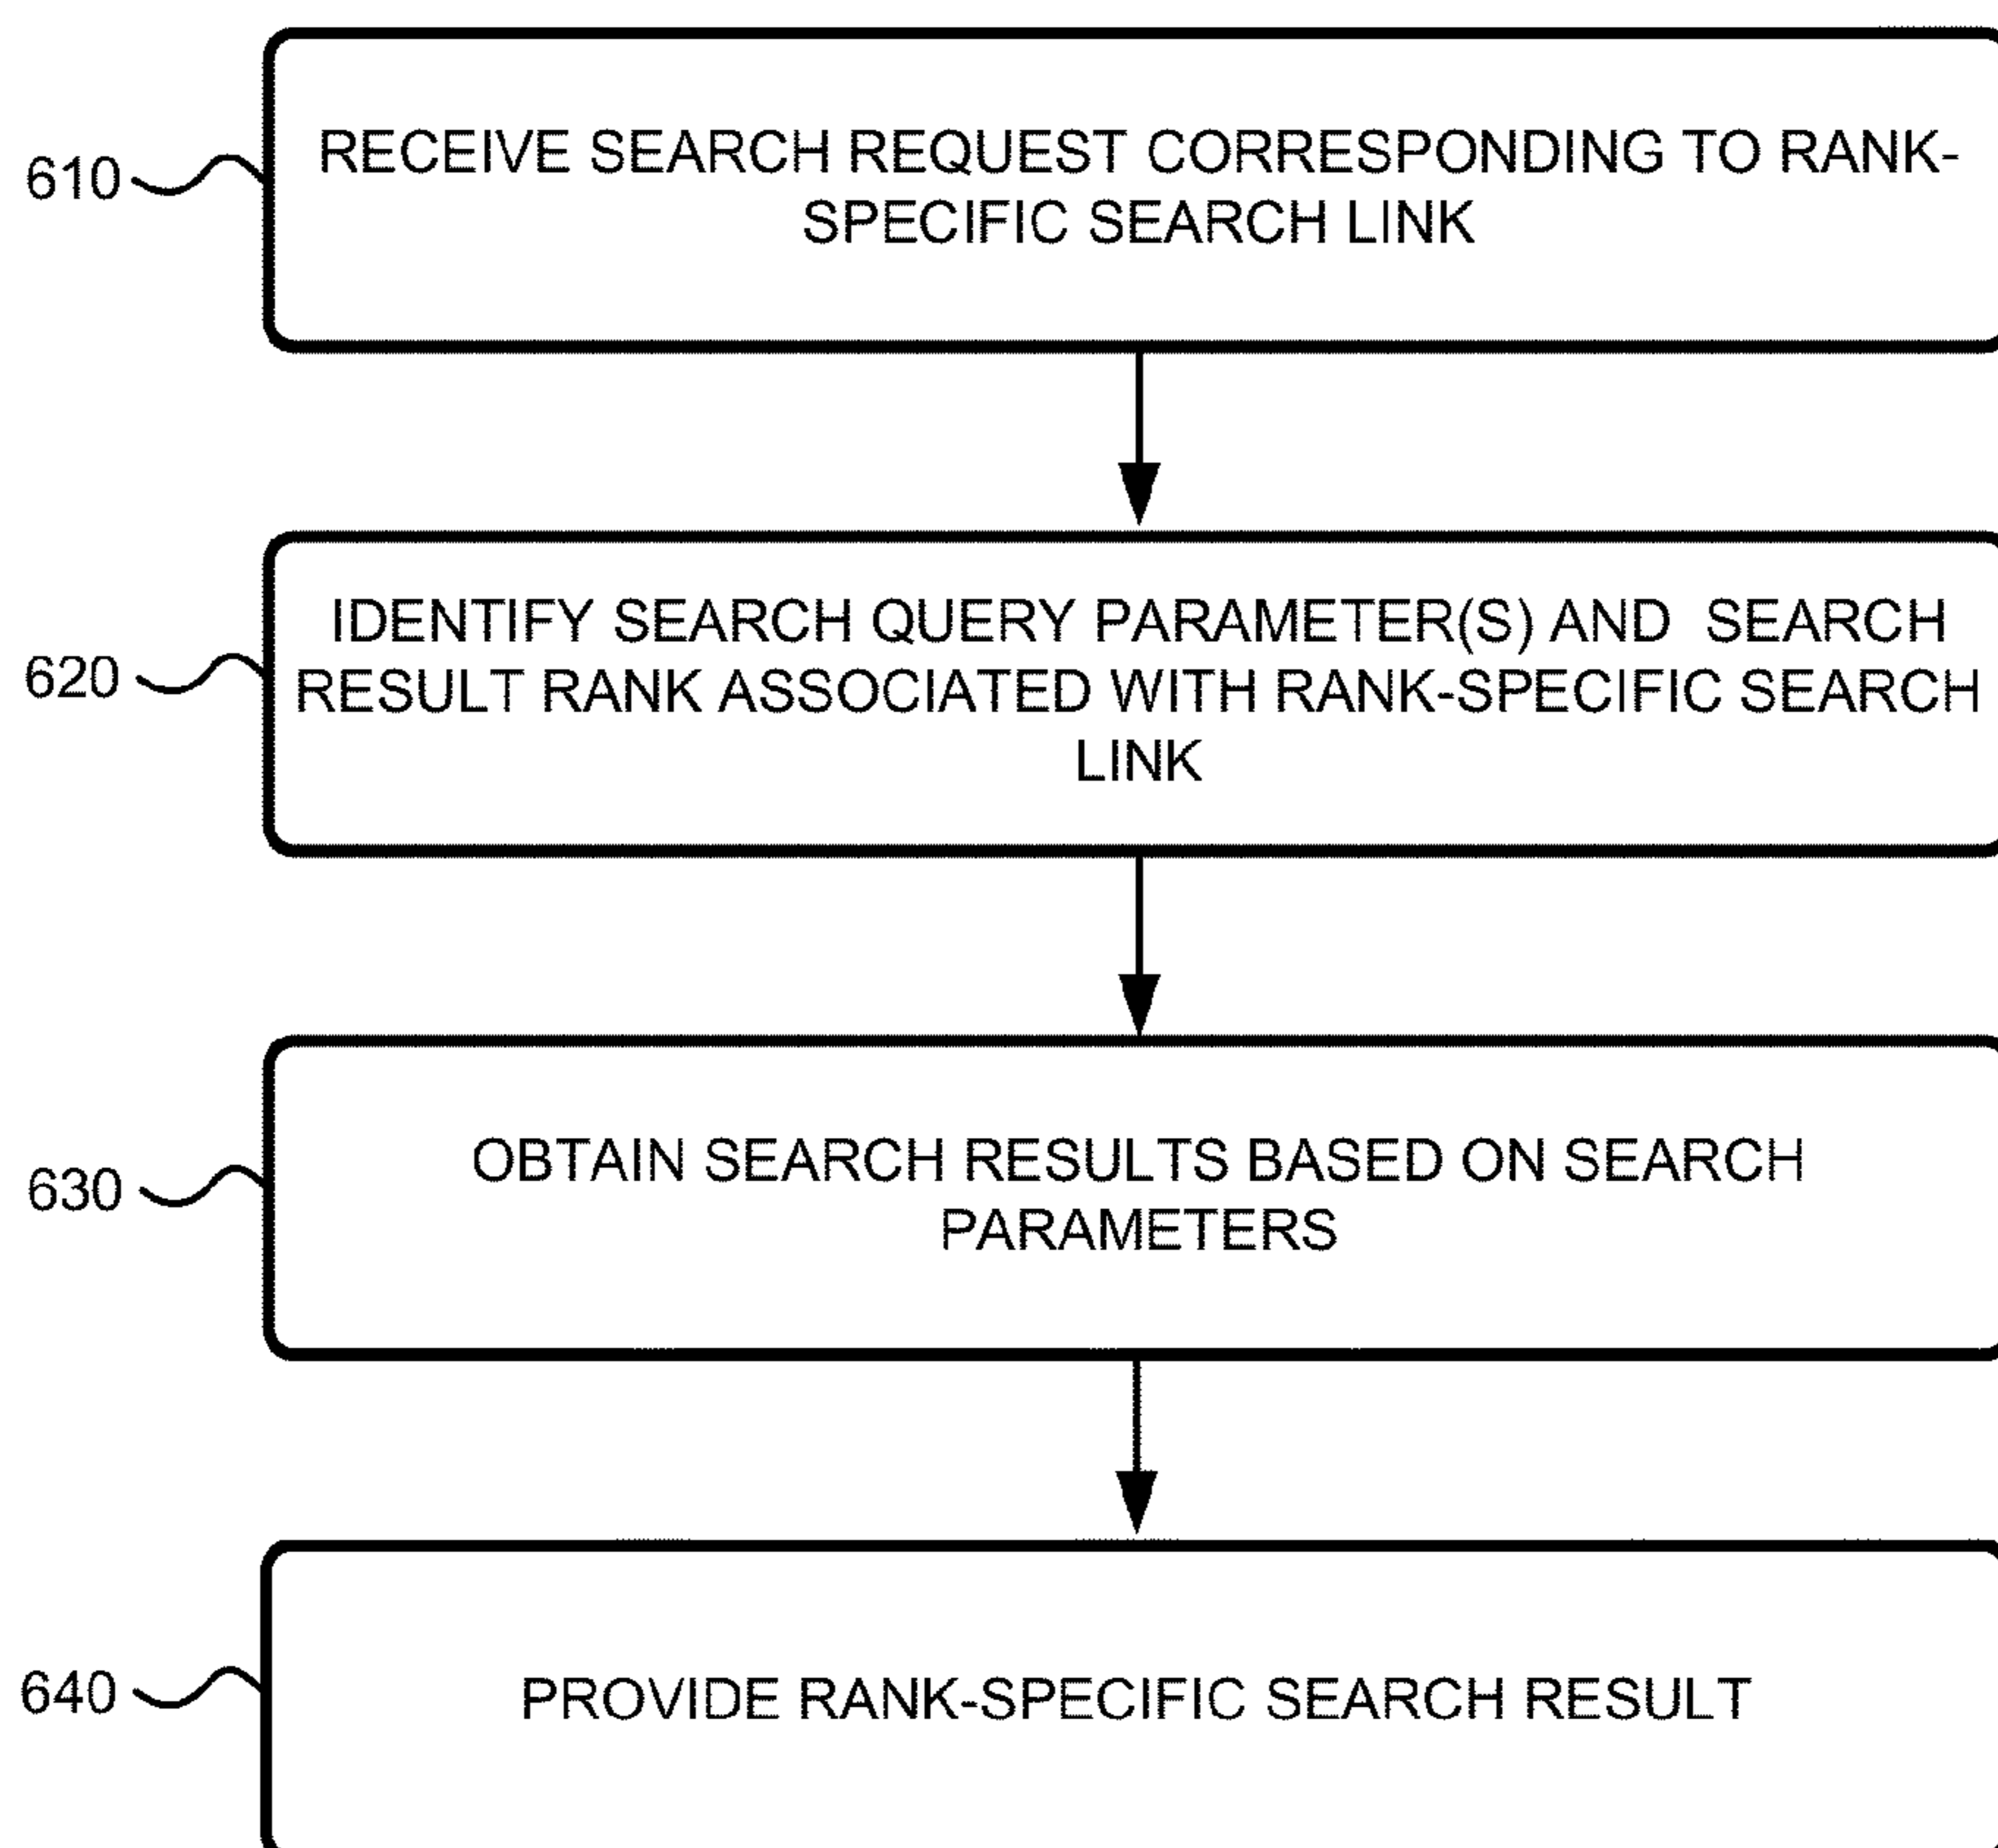 610
RECEIVE SEARCH REQUEST CORRESPONDING TO RANK-
SPECIFIC SEARCH LINK
620
IDENTIFY SEARCH QUERY PARAMETER(S) AND SEARCH
RESULT RANK ASSOCIATED WITH RANK-SPECIFIC SEARCH
LINK
630
OBTAIN SEARCH RESULTS BASED ON SEARCH
PARAMETERS
640
PROVIDE RANK-SPECIFIC SEARCH RESULT